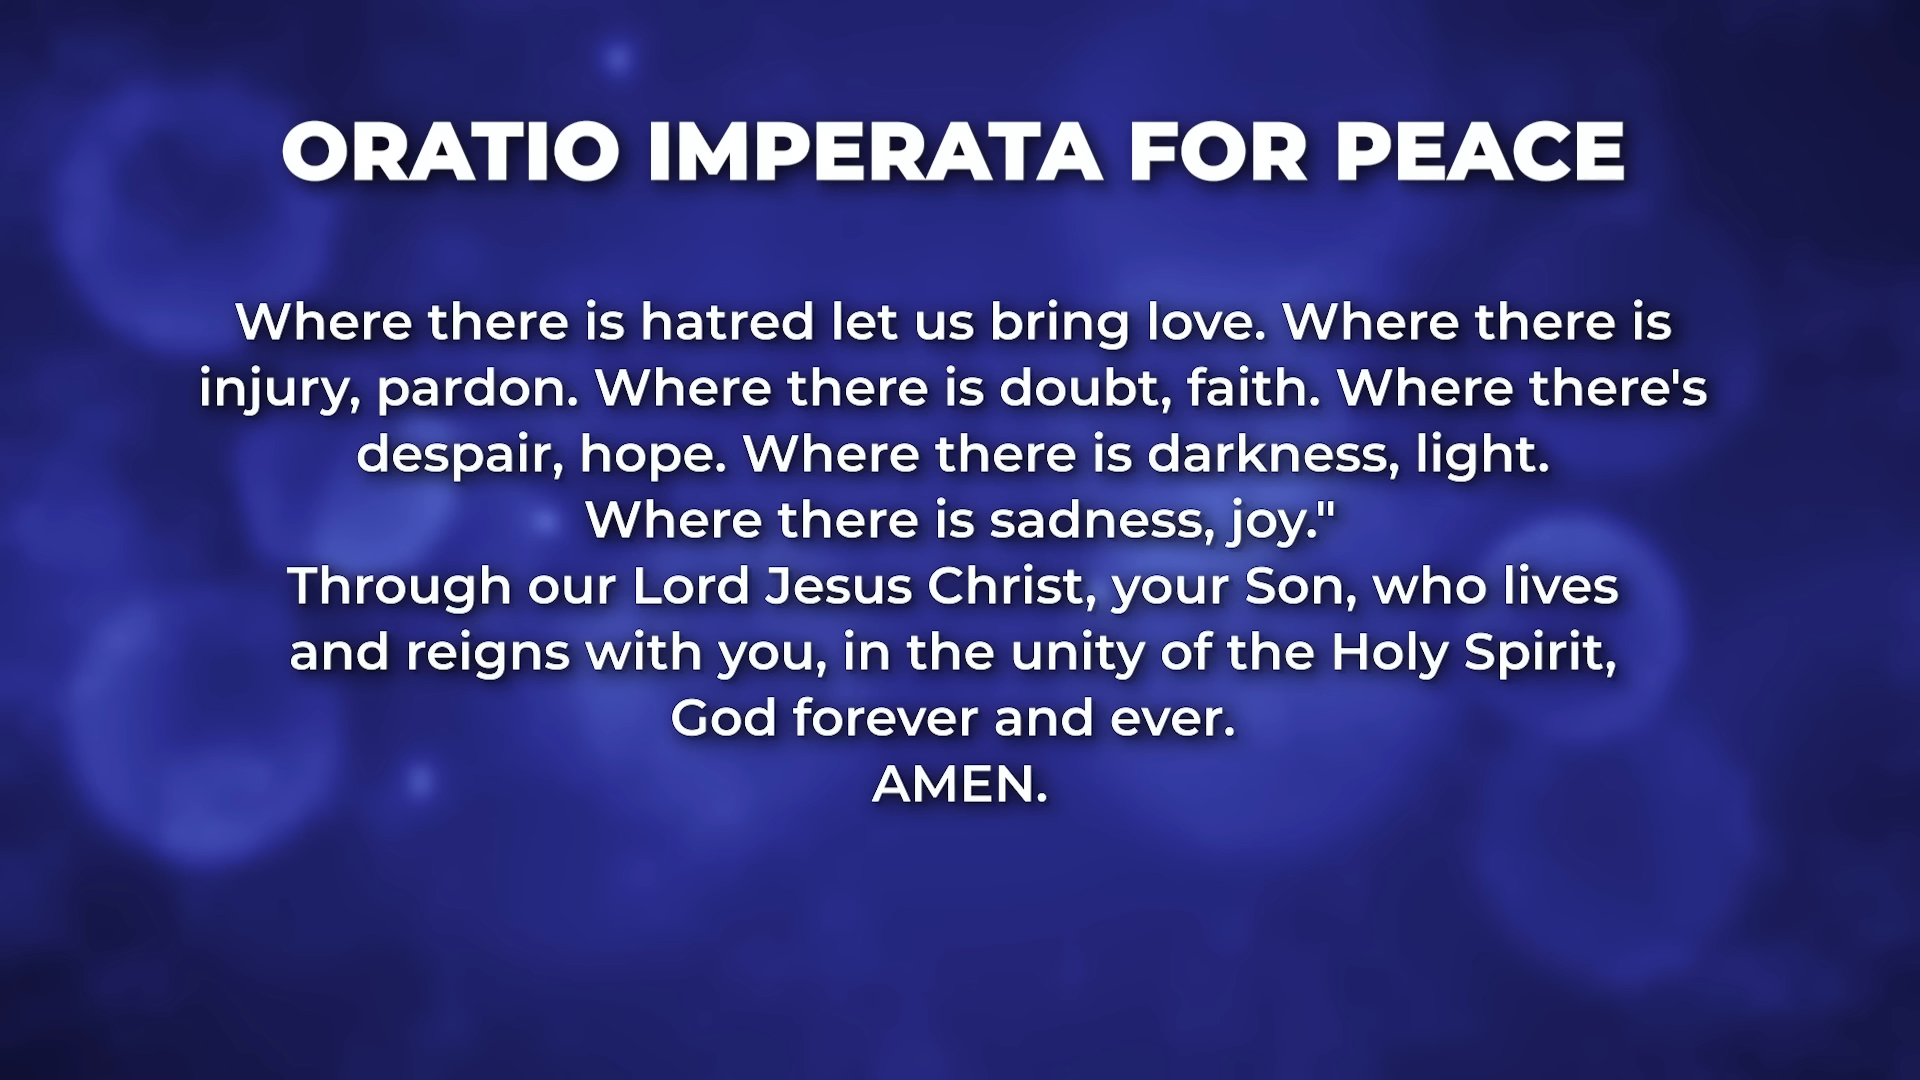 ORATIO IMPERATA FOR PEACE
Where there is hatred let us bring love. Where there is
injury, pardon. Where there is doubt, faith. Where there's
despair, hope. Where there is darkness, light.
Where there is sadness, joy."
Through our Lord Jesus Christ, your Son, who lives
and reigns with you, in the unity of the Holy Spirit,
God forever and ever.
AMEN.